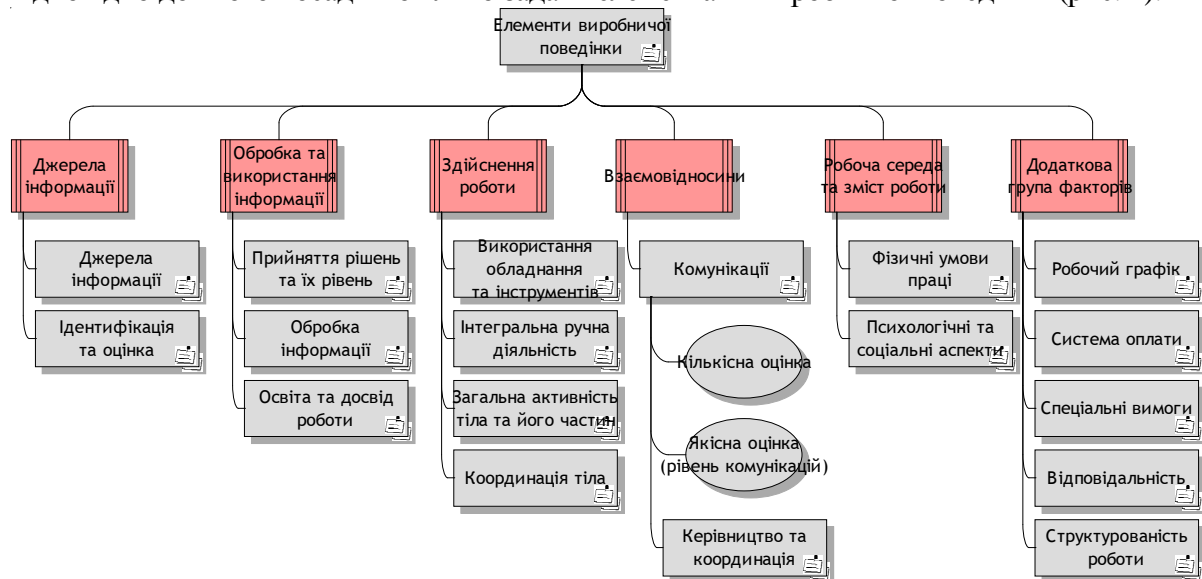 Елементи виробничої
поведінки
Джерела
інформації
Обробка та
використання
інформації
Здійснення
роботи
Взаємовідносини
Робоча середа
та зміст роботи
Додаткова
група факторів
Джерела
інформації
Ідентифікація
та оцінка
Прийняття рішень
та їх рівень
Обробка
інформації
Освіта та досвід
роботи
Використання
обладнання
та інструментів
Інтегральна ручна
діяльність
Загальна активність
тіла та його частин
Координація тіла
Комунікації
Кількісна оцінка
Якісна оцінка
(рівень комунікацій)
Керівництво та
координація
Фізичні умови
праці
Психологічні та
соціальні аспекти
Робочий графік
Система оплати
Спеціальні вимоги
Відповідальність
Структурованість
роботи